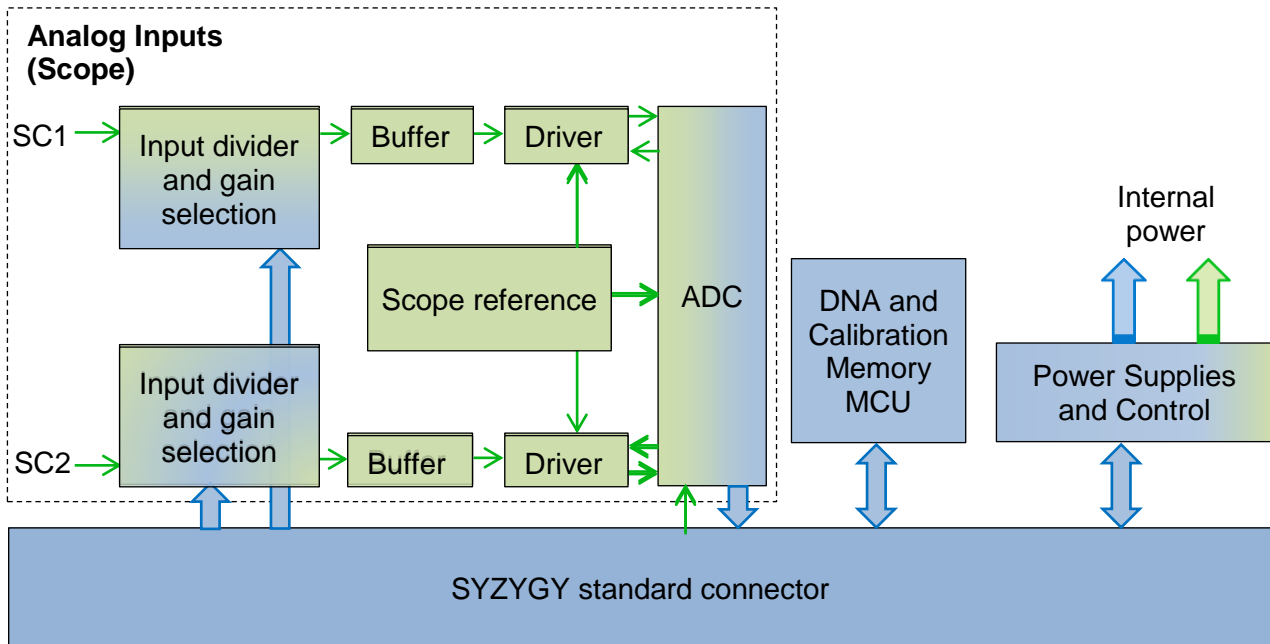 Analog Inputs
(Scope)
SC1
Input divider
and gain
selection
Buffer
Driver
Scope reference
ADC
SC2
Input divider
and gain
selection
Buffer
Driver
DNA and
Calibration
Memory
MCU
Internal
power
Power Supplies
and Control
SYZYGY standard connector